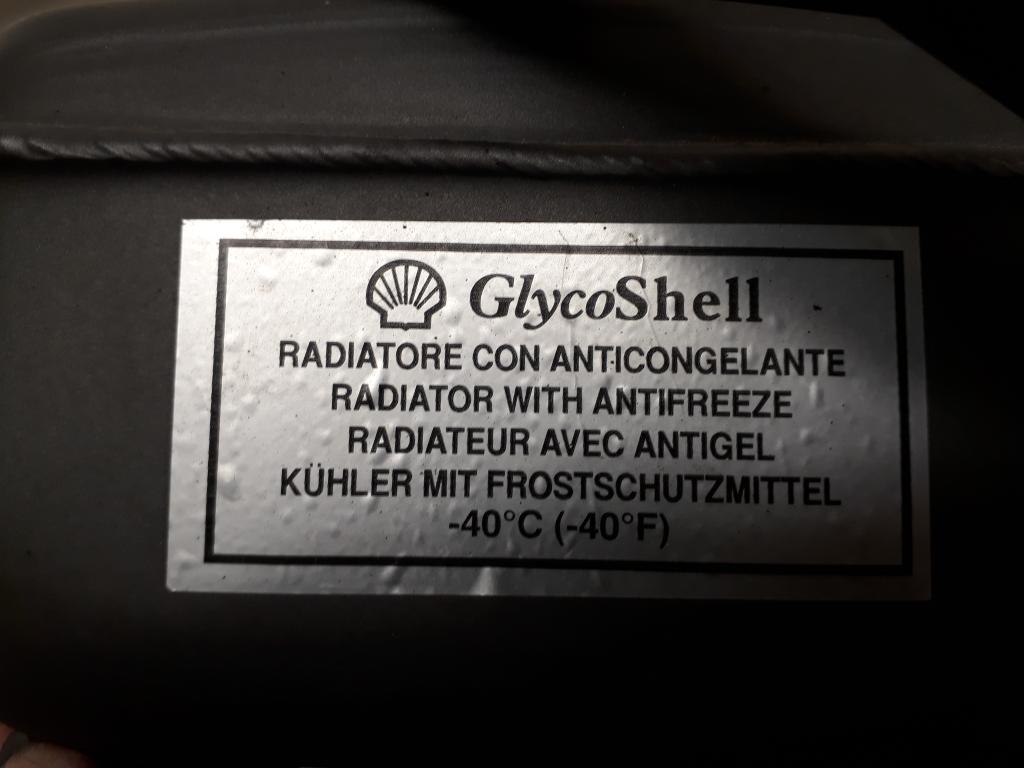 GlycoShell
RADIATORE CON ANTICONGELANTE
RADIATOR WITH ANTIFREEZE
RADIATEUR AVEC ANTIGEL
KÜHLER MIT FROSTSCHUTZMITTEL
-40°C (-40°F)